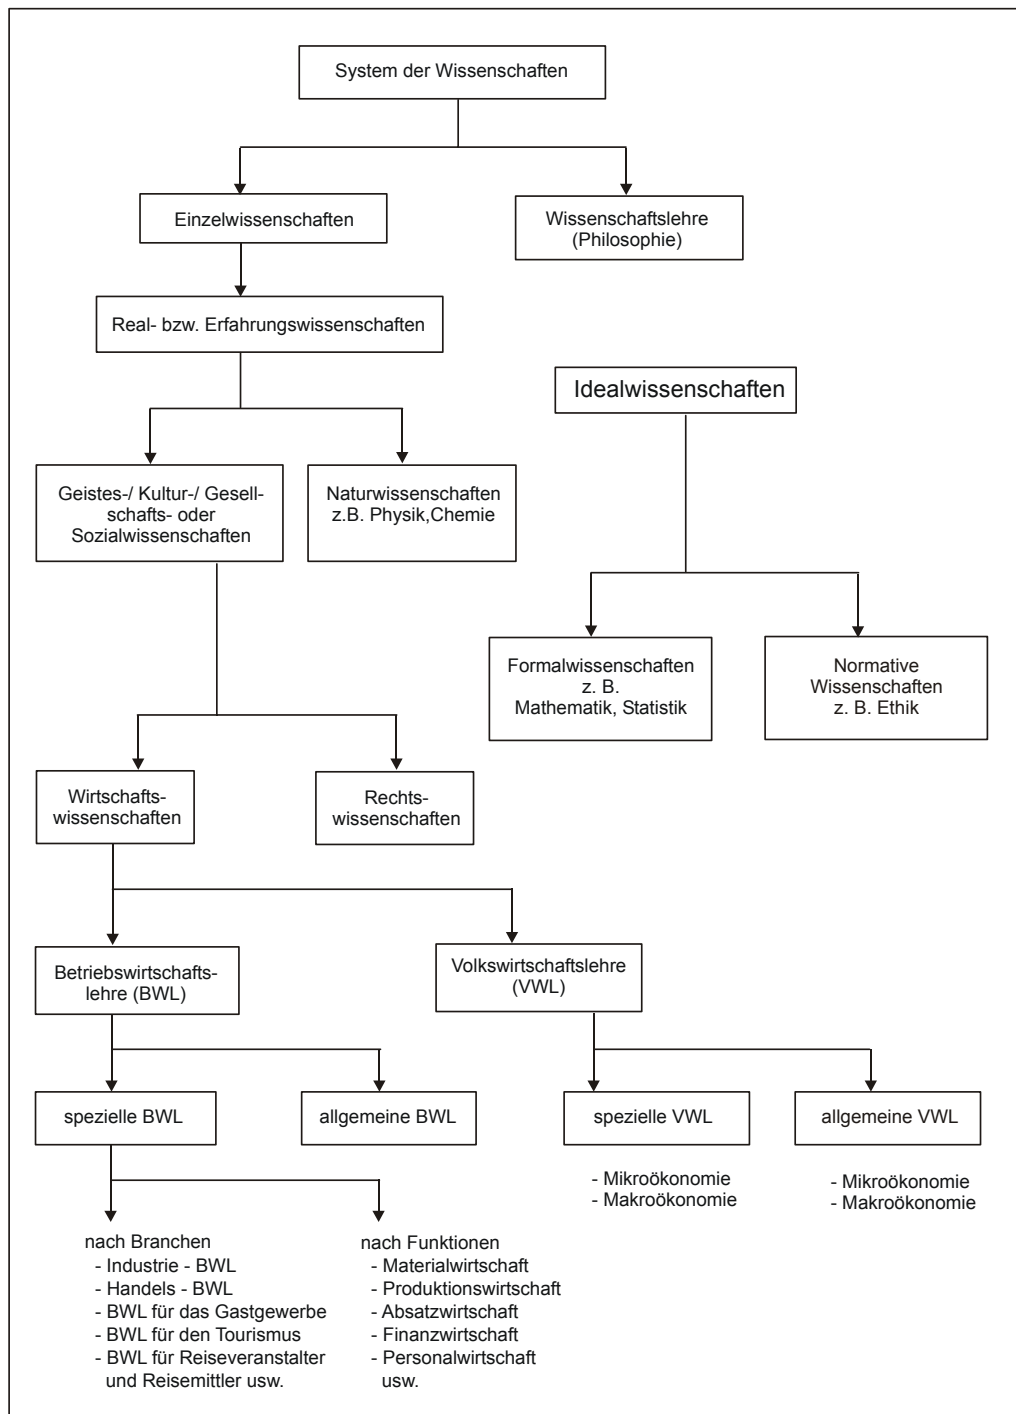 System der Wissenschaften
Einzelwissenschaften
Wissenschaftslehre
(Philosophie)
Real- bzw. Erfahrungswissenschaften
Idealwissenschaften
Geistes-/ Kultur-/ Gesell-
schafts- oder
Sozialwissenschaften
Naturwissenschaften
z.B. Physik,Chemie
Formalwissenschaften
z. B.
Mathematik, Statistik
Normative
Wissenschaften
z. B. Ethik
Wirtschafts-
wissenschaften
Rechts-
wissenschaften
Betriebswirtschafts-
lehre (BWL)
Volkswirtschaftslehre
(VWL)
spezielle BWL
allgemeine BWL
spezielle VWL
allgemeine VWL
- Mikroökonomie
- Makroökonomie
- Mikroökonomie
- Makroökonomie
nach Branchen
- Industrie - BWL
- Handels - BWL
- BWL für das Gastgewerbe
- BWL für den Tourismus
- BWL für Reiseveranstalter
und Reisemittler usw.
nach Funktionen
- Materialwirtschaft
- Produktionswirtschaft
- Absatzwirtschaft
- Finanzwirtschaft
- Personalwirtschaft
usw.